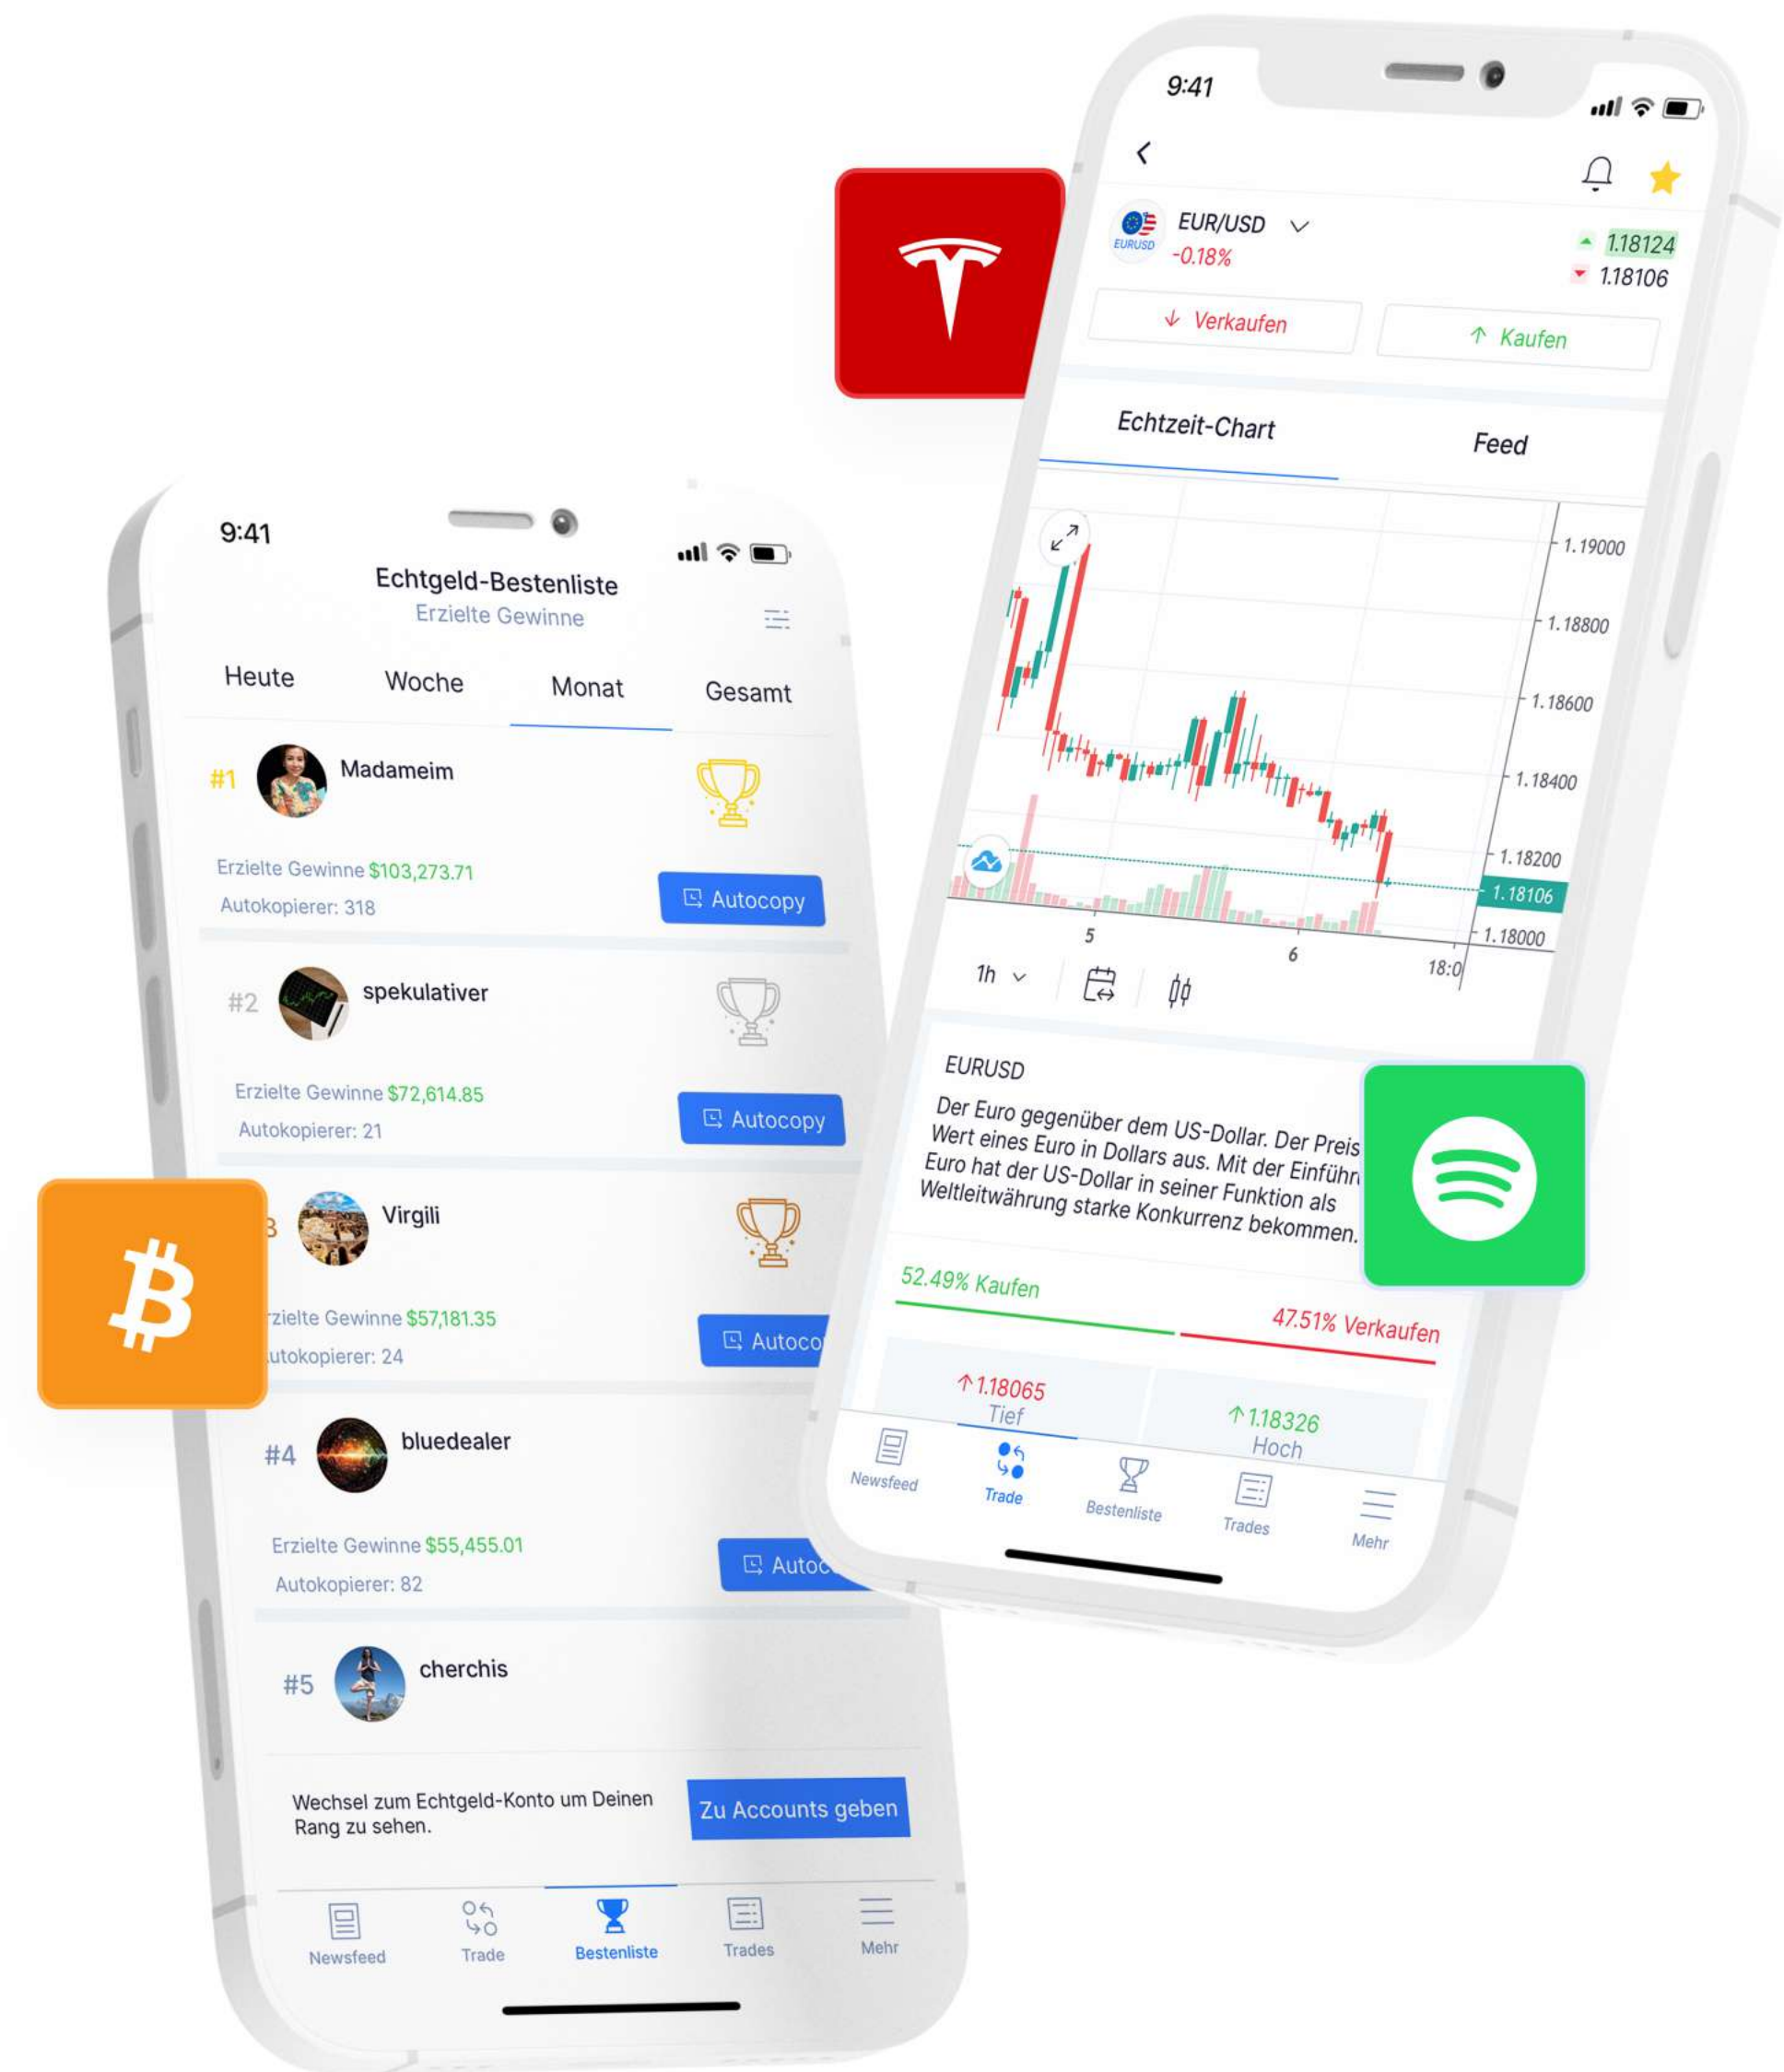 9:41
EUR/USD
EURUSD
-0.18%
1.18124
1.18106
Verkaufen
Kaufen
Echtzeit-Chart
Feed
1.19000
1.18800
1.18600
1.18400
1.18200
1.18106
1.18000
5
6
18:0
1h
EURUSD
Der Euro gegenüber dem US-Dollar. Der Preis
Wert eines Euro in Dollars aus. Mit der Einführ
Euro hat der US-Dollar in seiner Funktion als
Weltleitwährung starke Konkurrenz bekommen.
52.49% Kaufen
47.51% Verkaufen
1.18065
Tief
1.18326
Hoch
Newsfeed
Trade
Bestenliste
Trades
Mehr
9:41
Echtgeld-Bestenliste
Erzielte Gewinne
Heute
Woche
Monat
Gesamt
#1
Madameim
Erzielte Gewinne $103,273.71
Autokopierer: 318
Autocopy
#2
spekulativer
Erzielte Gewinne $72,614.85
Autokopierer: 21
Autocopy
3
Virgili
rzielte Gewinne $57,181.35
utokopierer: 24
Autoco
#4
bluedealer
Erzielte Gewinne $55,455.01
Autokopierer: 82
Autoc
#5
cherchis
Wechsel zum Echtgeld-Konto um Deinen
Rang zu sehen.
Zu Accounts geben
Newsfeed
Trade
Bestenliste
Trades
Mehr